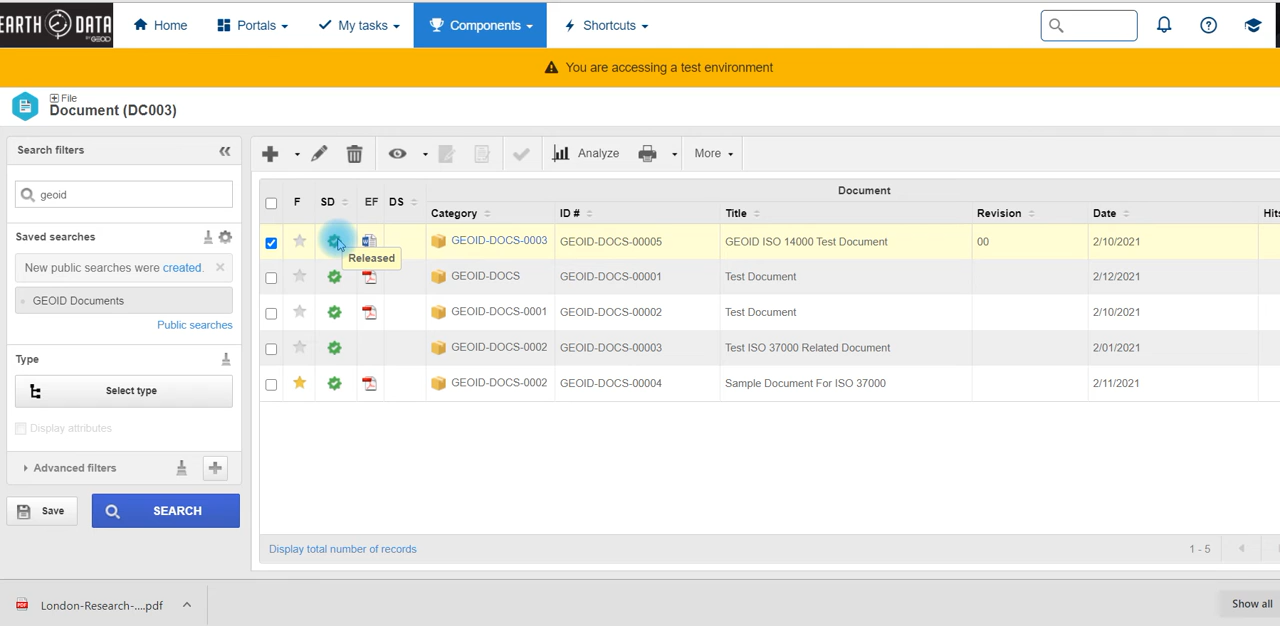 EARTH DATA
BY GEOID
Home
Portals
My tasks
Components
Shortcuts
You are accessing a test environment
File
Document (DC003)
Search filters
geoid
Saved searches
New public searches were created.
GEOID Documents
Public searches
Type
Select type
Display attributes
Advanced filters
Save
SEARCH
Analyze
More
Document
F SD EF DS Category ID # Title Revision Date Hits
GEOID-DOCS-0003 GEOID-DOCS-00005 GEOID ISO 14000 Test Document 00 2/10/2021
Released
GEOID-DOCS GEOID-DOCS-00001 Test Document 2/12/2021
GEOID-DOCS-0001 GEOID-DOCS-00002 Test Document 2/10/2021
GEOID-DOCS-0002 GEOID-DOCS-00003 Test ISO 37000 Related Document 2/01/2021
GEOID-DOCS-0002 GEOID-DOCS-00004 Sample Document For ISO 37000 2/11/2021
Display total number of records
1 - 5
London-Research-....pdf
Show all